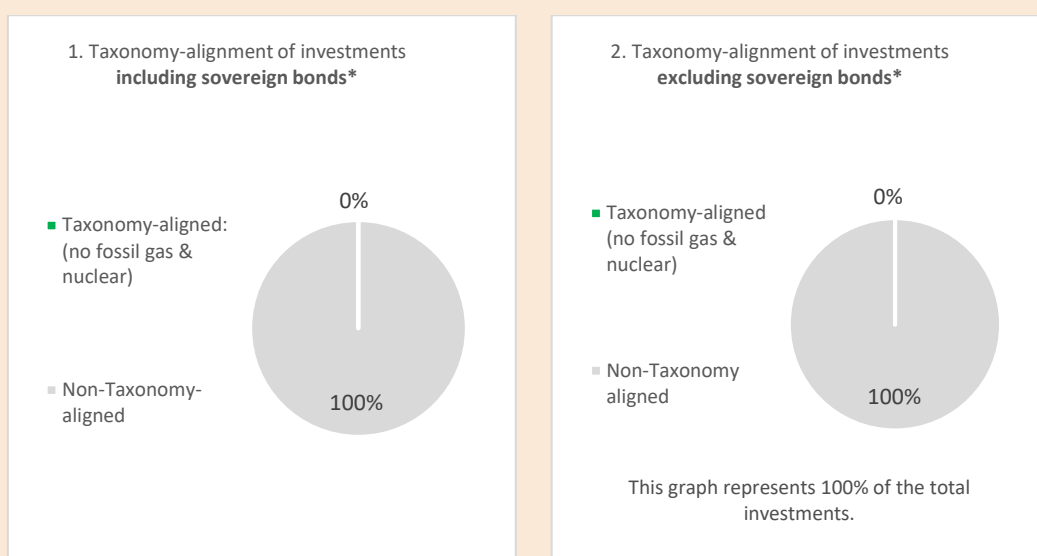 1. Taxonomy-alignment of investments
including sovereign bonds*
0%
Taxonomy-aligned:
(no fossil gas &
nuclear)
Non-Taxonomy-
aligned
100%
2. Taxonomy-alignment of investments
excluding sovereign bonds*
0%
Taxonomy-aligned
(no fossil gas &
nuclear)
Non-Taxonomy
aligned
100%
This graph represents 100% of the total
investments.